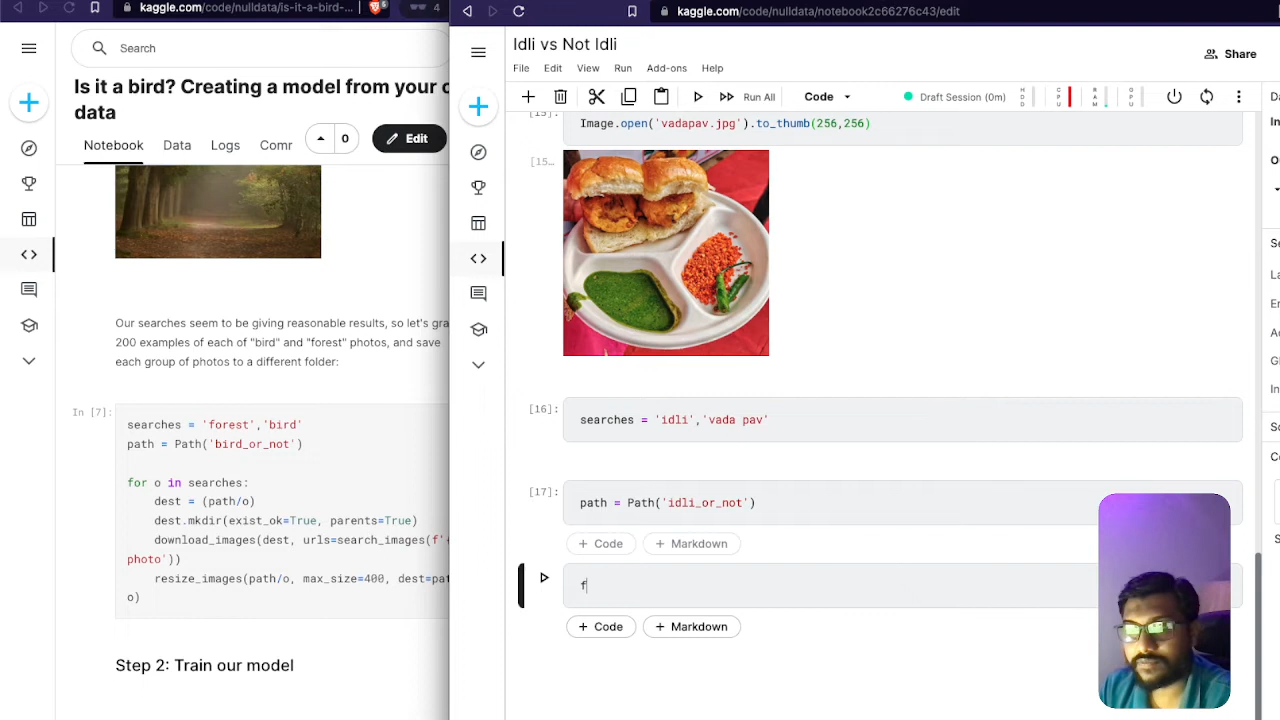 kaggle.com/code/nulldata/is-it-a-bird-...
4
Search
Is it a bird? Creating a model from your o
data
0
Edit
Notebook
Data
Logs
Comr
Our searches seem to be giving reasonable results, so let's gra
200 examples of each of "bird" and "forest" photos, and save
each group of photos to a different folder:
In [7]:
searches = 'forest','bird'
path = Path('bird_or_not')
for o in searches:
dest = (path/o)
dest.mkdir(exist_ok=True, parents=True)
download_images(dest, urls=search_images(f'
photo'))
resize_images(path/o, max_size=400, dest=pat
o)
Step 2: Train our model
kaggle.com/code/nulldata/notebook2c66276c43/edit
Idli vs Not Idli
File
Edit
View
Run
Add-ons
Help
Share
Run All
Code
Draft Session (0m)
[15]:
Image.open('vadapav.jpg').to_thumb(256,256)
[15...
[16]:
searches = 'idli','vada pav'
[17]:
path = Path('idli_or_not')
+ Code
+ Markdown
f
+ Code
+ Markdown